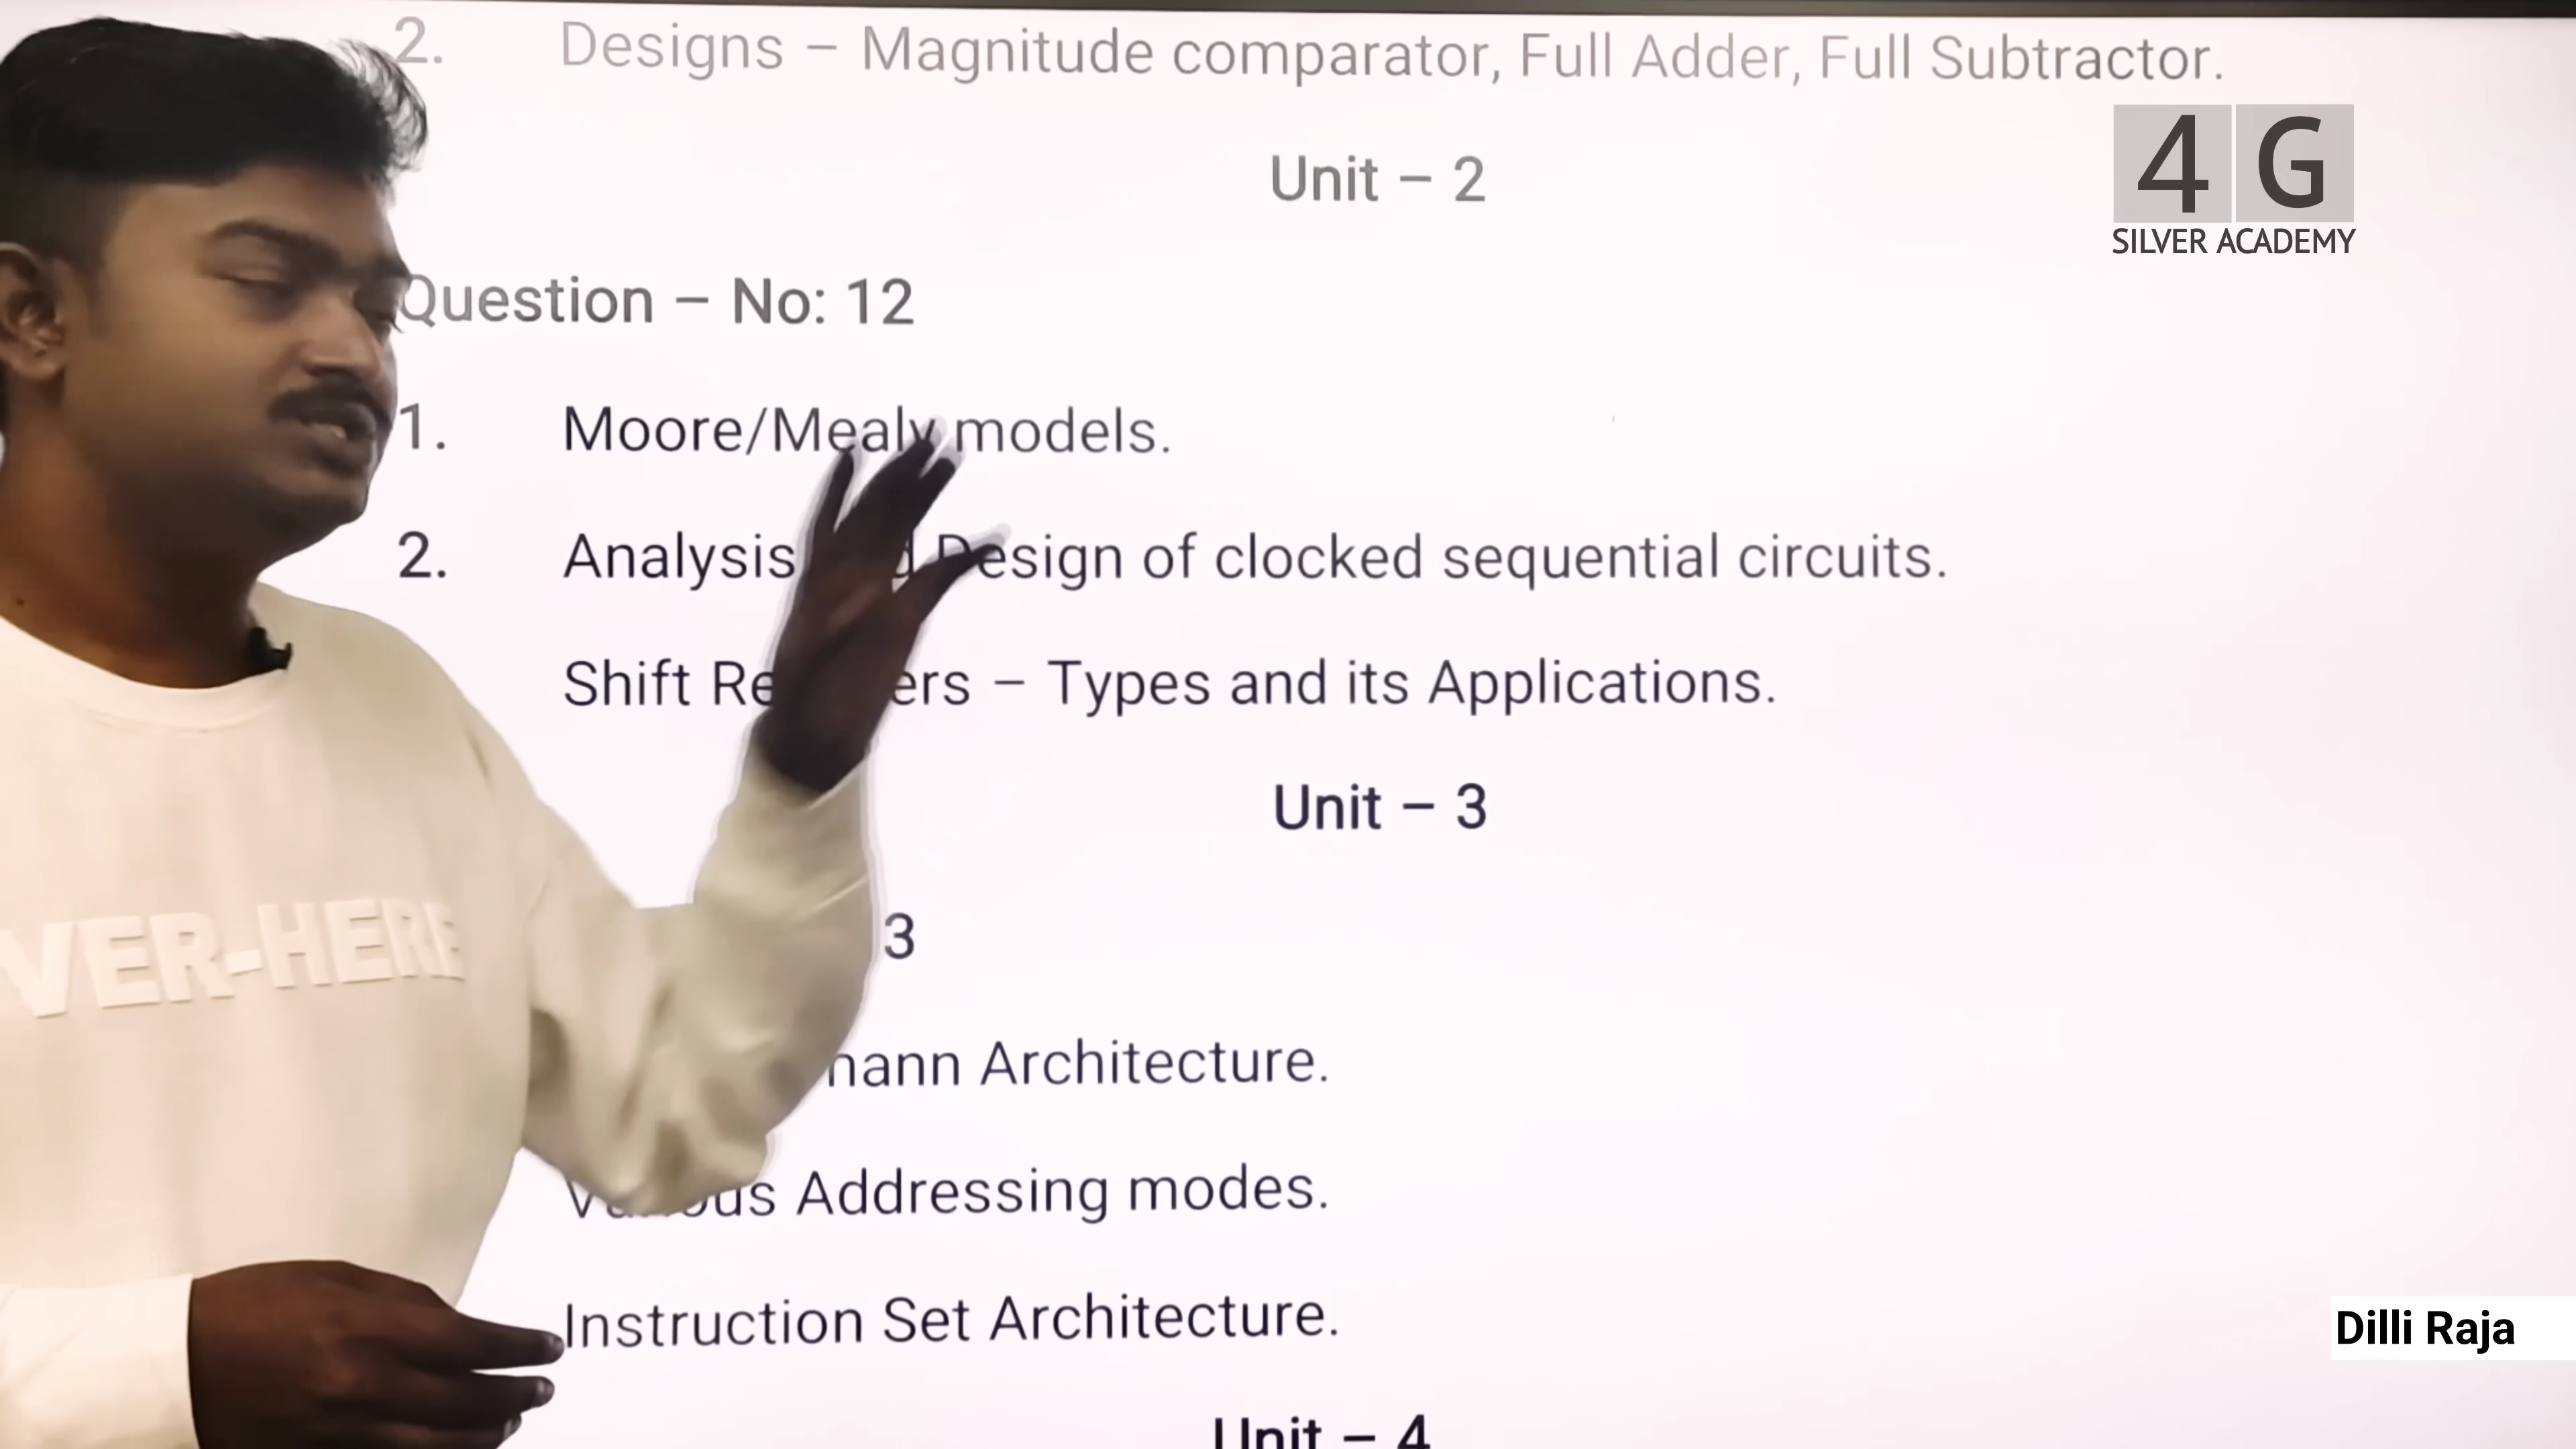 2. Designs – Magnitude comparator, Full Adder, Full Subtractor.
4 G
SILVER ACADEMY
Unit – 2
Question – No: 12
1. Moore/Mealy models.
2. Analysis Design of clocked sequential circuits.
Shift – Types and its Applications.
Unit – 3
3
Architecture.
Various Addressing modes.
Instruction Set Architecture.
Unit – 4
VER-HERE
Dilli Raja